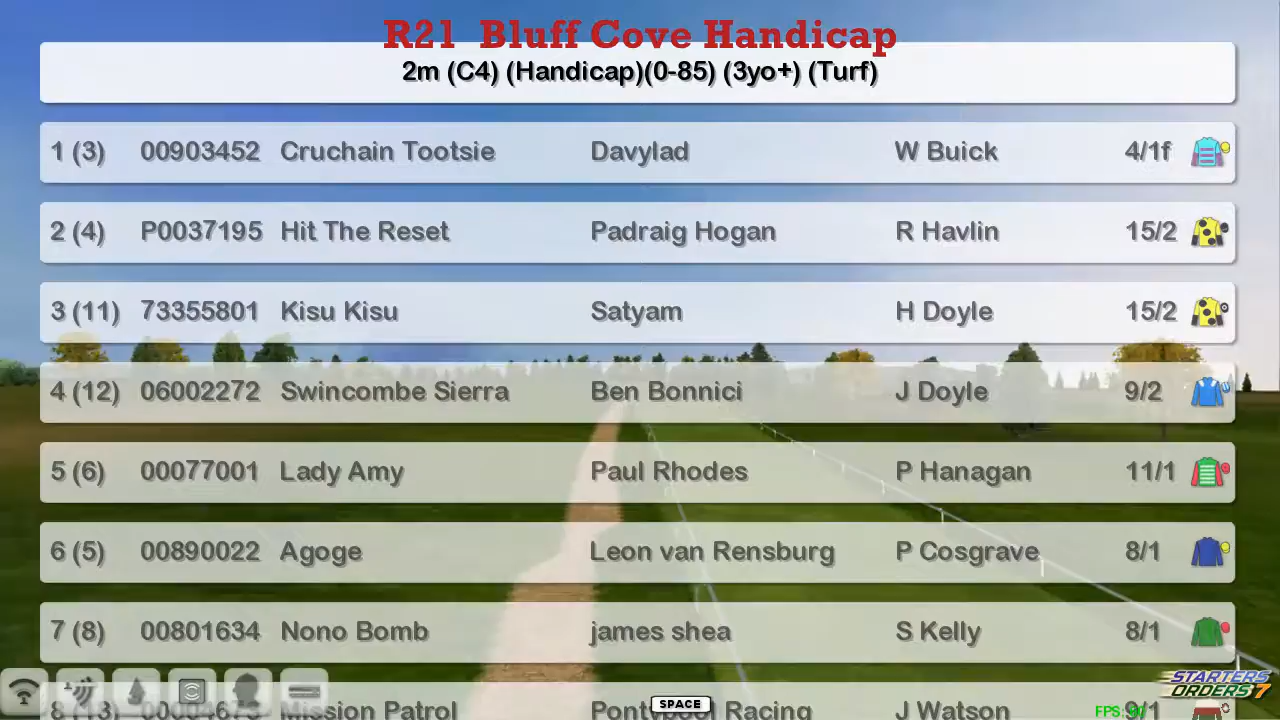 R21 Bluff Cove Handicap
2m (C4) (Handicap)(0-85) (3yo+) (Turf)
1 (3) 00903452 Cruchain Tootsie Davylad W Buick 4/1f
2 (4) P0037195 Hit The Reset Padraig Hogan R Havlin 15/2
3 (11) 73355801 Kisu Kisu Satyam H Doyle 15/2
4 (12) 06002272 Swincombe Sierra Ben Bonnici J Doyle 9/2
5 (6) 00077001 Lady Amy Paul Rhodes P Hanagan 11/1
6 (5) 00890022 Agoge Leon van Rensburg P Cosgrave 8/1
7 (8) 00801634 Nono Bomb james shea S Kelly 8/1
8 (13) Mission Patrol Pontypool Racing J Watson
SPACE
FPS:
STARTERS ORDERS 7